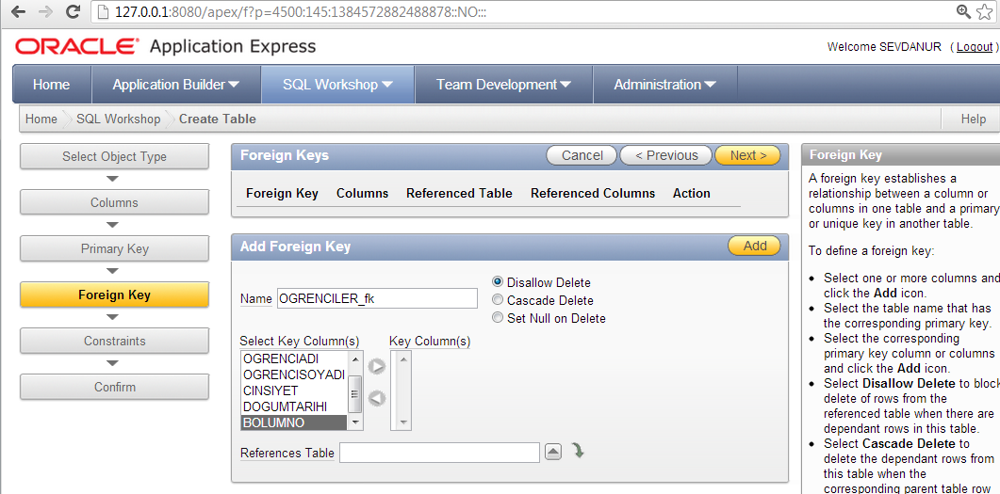 127.0.0.1:8080/apex/f?p=4500:145:1384572882488878::NO:::
ORACLE® Application Express
Welcome SEVDANUR ( Logout )
Home Application Builder SQL Workshop Team Development Administration
Home SQL Workshop Create Table Help
Select Object Type
Columns
Primary Key
Foreign Key
Constraints
Confirm
Foreign Keys Cancel < Previous Next >
Foreign Key Columns Referenced Table Referenced Columns Action
Add Foreign Key Add
Name OGRENCILER_fk
Disallow Delete
Cascade Delete
Set Null on Delete
Select Key Column(s) Key Column(s)
OGRENCIADI
OGRENCISOYADI
CINSIYET
DOGUMTARIHI
BOLUMNO
References Table
Foreign Key
A foreign key establishes a
relationship between a column or
columns in one table and a primary
or unique key in another table.
To define a foreign key:
• Select one or more columns and
click the Add icon.
• Select the table name that has
the corresponding primary key.
• Select the corresponding
primary key column or columns
and click the Add icon.
• Select Disallow Delete to block
delete of rows from the
referenced table when there are
dependant rows in this table.
• Select Cascade Delete to
delete the dependant rows from
this table when the
corresponding parent table row